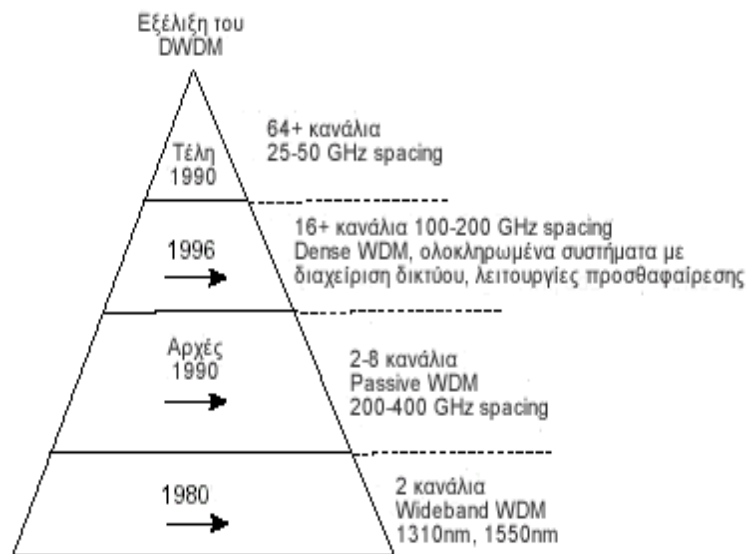 Εξέλιξη του
DWDM
Τέλη
1990
64+ κανάλια
25-50 GHz spacing
1996
16+ κανάλια 100-200 GHz spacing
Dense WDM, ολοκληρωμένα συστήματα με
διαχείριση δικτύου, λειτουργίες προσθαφαίρεσης
Αρχές
1990
2-8 κανάλια
Passive WDM
200-400 GHz spacing
1980
2 κανάλια
Wideband WDM
1310nm, 1550nm